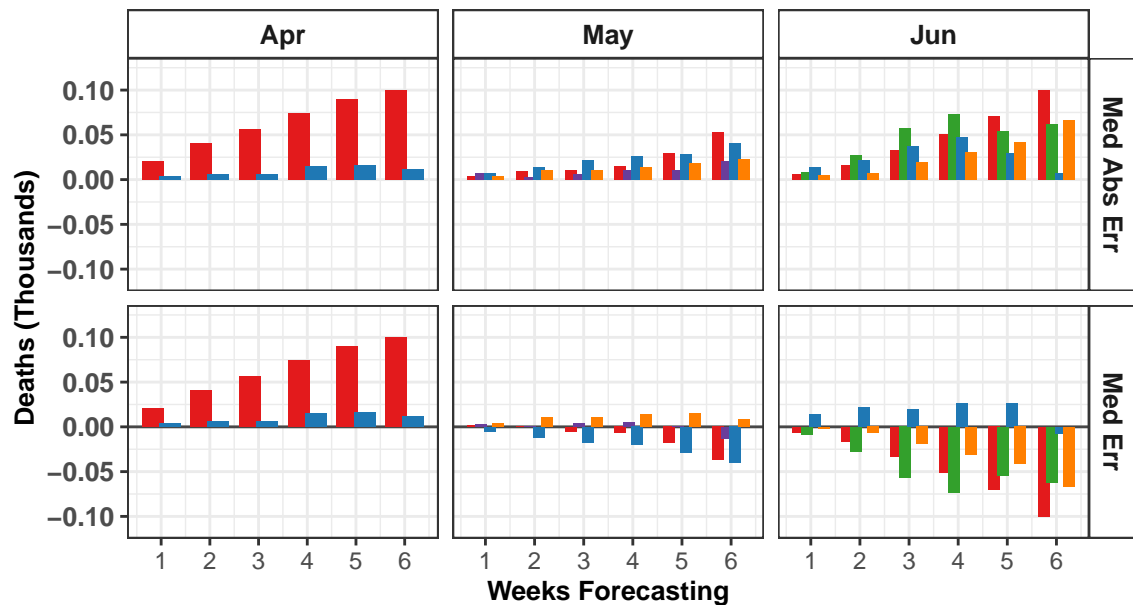 Apr May Jun
0.10
0.05
0.00
−0.05
−0.10
Med Abs Err
0.10
0.05
0.00
−0.05
−0.10
Med Err
Deaths (Thousands)
1 2 3 4 5 6 1 2 3 4 5 6 1 2 3 4 5 6
Weeks Forecasting